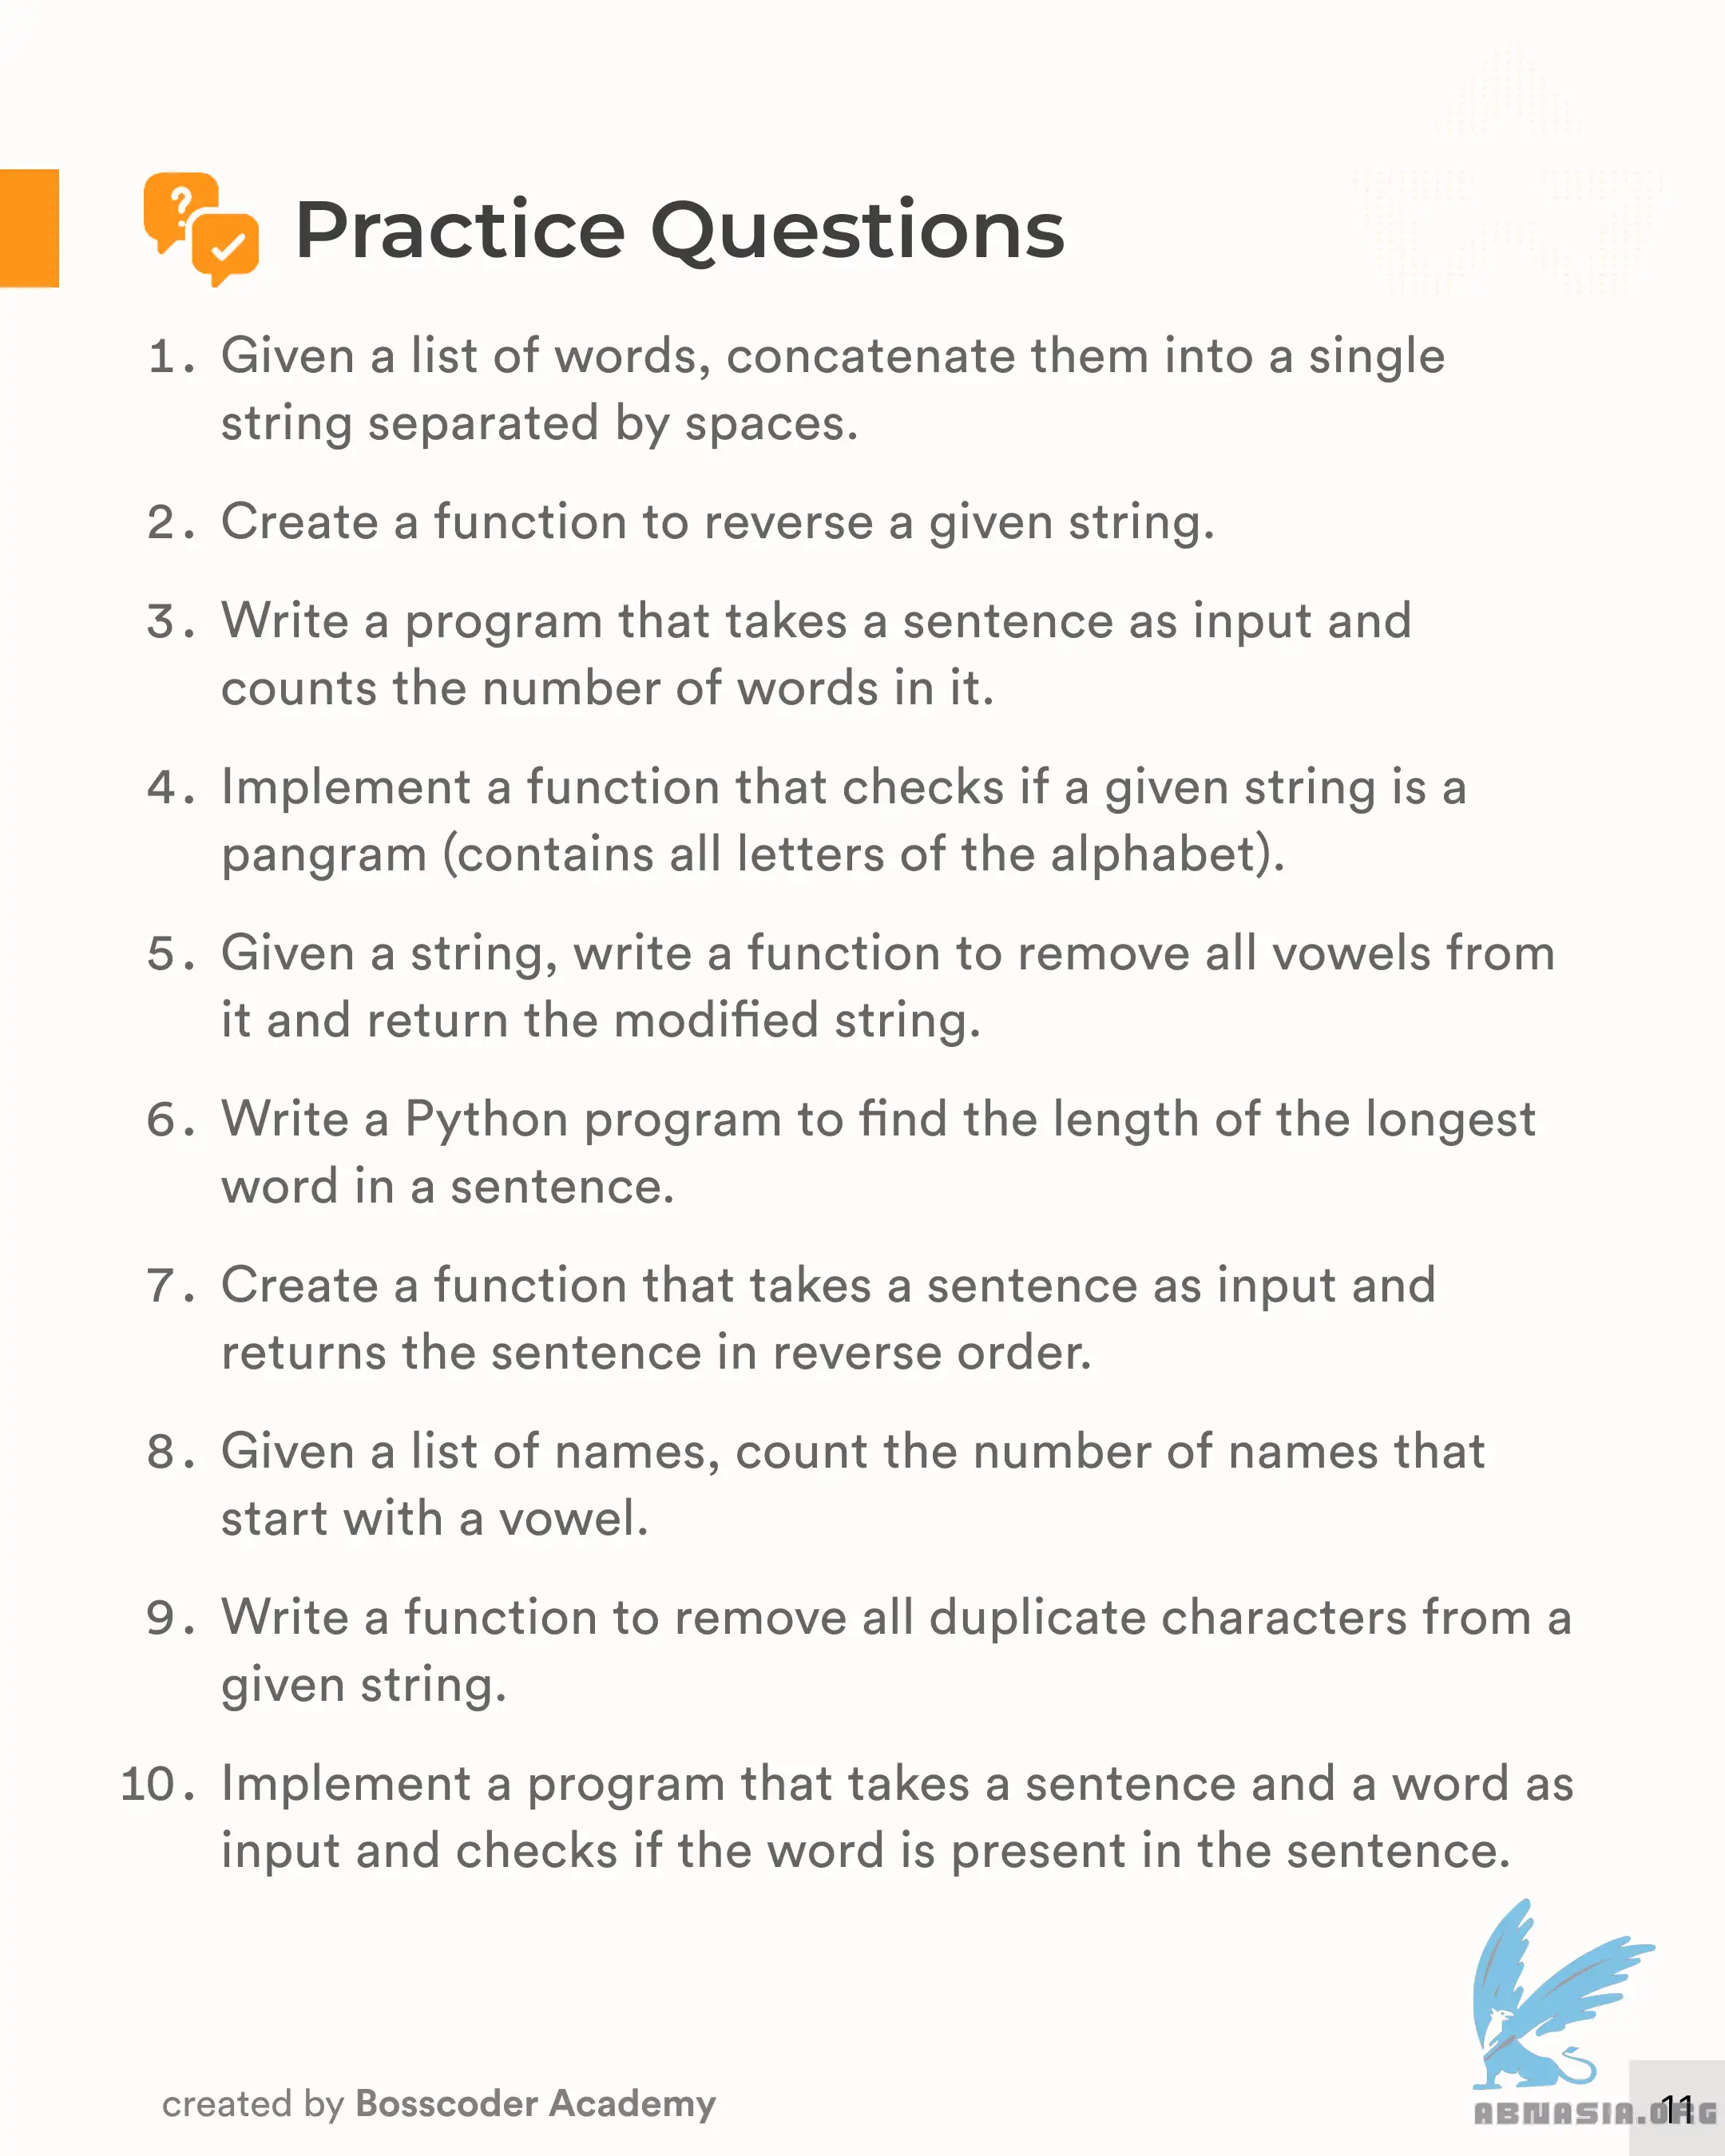 Practice Questions
1. Given a list of words, concatenate them into a single
string separated by spaces.
2. Create a function to reverse a given string.
3. Write a program that takes a sentence as input and
counts the number of words in it.
4. Implement a function that checks if a given string is a
pangram (contains all letters of the alphabet).
5. Given a string, write a function to remove all vowels from
it and return the modified string.
6. Write a Python program to find the length of the longest
word in a sentence.
7. Create a function that takes a sentence as input and
returns the sentence in reverse order.
8. Given a list of names, count the number of names that
start with a vowel.
9. Write a function to remove all duplicate characters from a
given string.
10. Implement a program that takes a sentence and a word as
input and checks if the word is present in the sentence.
created by Bosscoder Academy
ABNASIA.ORG
11